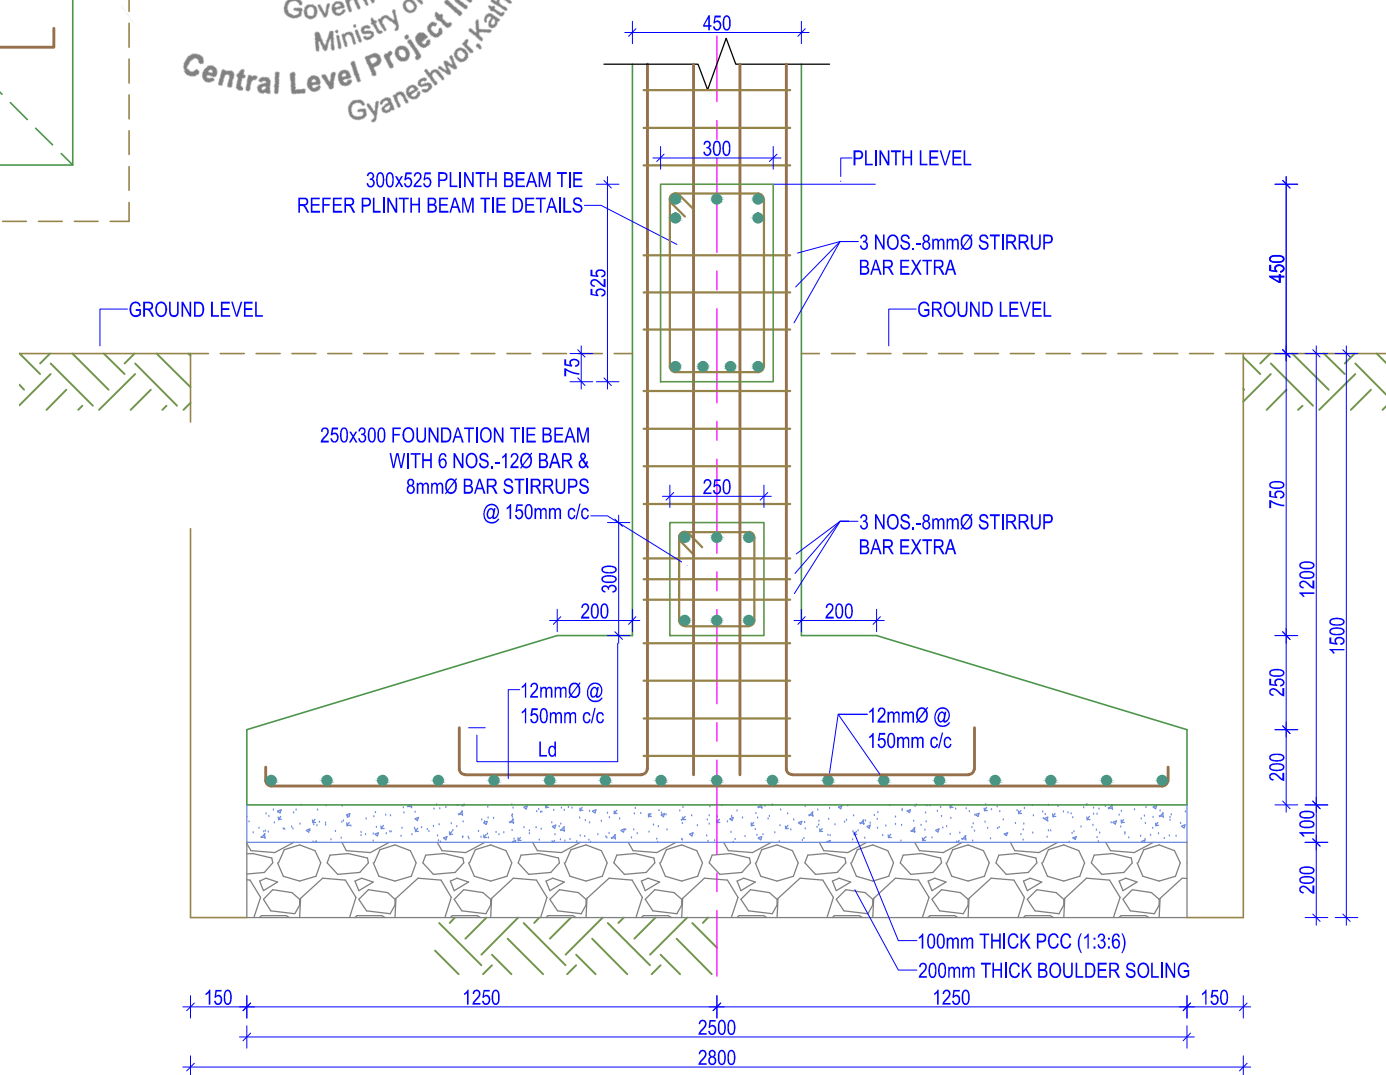 Ministry of
Central Level Project
Gyaneshwor, Kath
450
300
PLINTH LEVEL
300x525 PLINTH BEAM TIE
REFER PLINTH BEAM TIE DETAILS
3 NOS.-8mmØ STIRRUP
BAR EXTRA
450
525
GROUND LEVEL
GROUND LEVEL
75
250x300 FOUNDATION TIE BEAM
WITH 6 NOS.-12Ø BAR &
8mmØ BAR STIRRUPS
@ 150mm c/c
250
750
3 NOS.-8mmØ STIRRUP
BAR EXTRA
300
1200
200
200
1500
12mmØ @
150mm c/c
250
12mmØ @
150mm c/c
Ld
200
100
200
100mm THICK PCC (1:3:6)
200mm THICK BOULDER SOLING
150
1250
1250
150
2500
2800